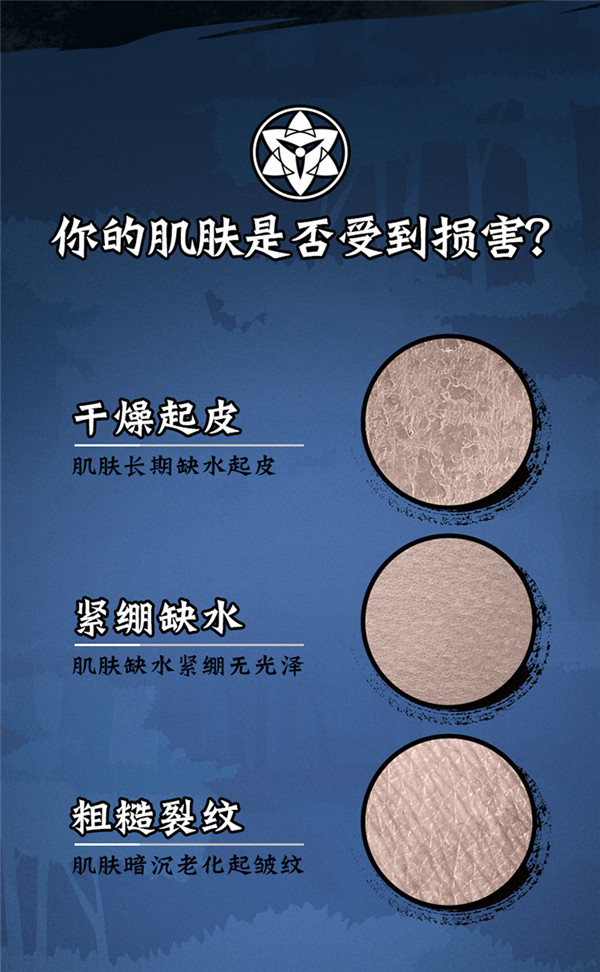 你的肌肤是否受到损害?
干燥起皮
肌肤长期缺水起皮
紧绷缺水
肌肤缺水紧绷无光泽
粗糙裂纹
肌肤暗沉老化起皱纹